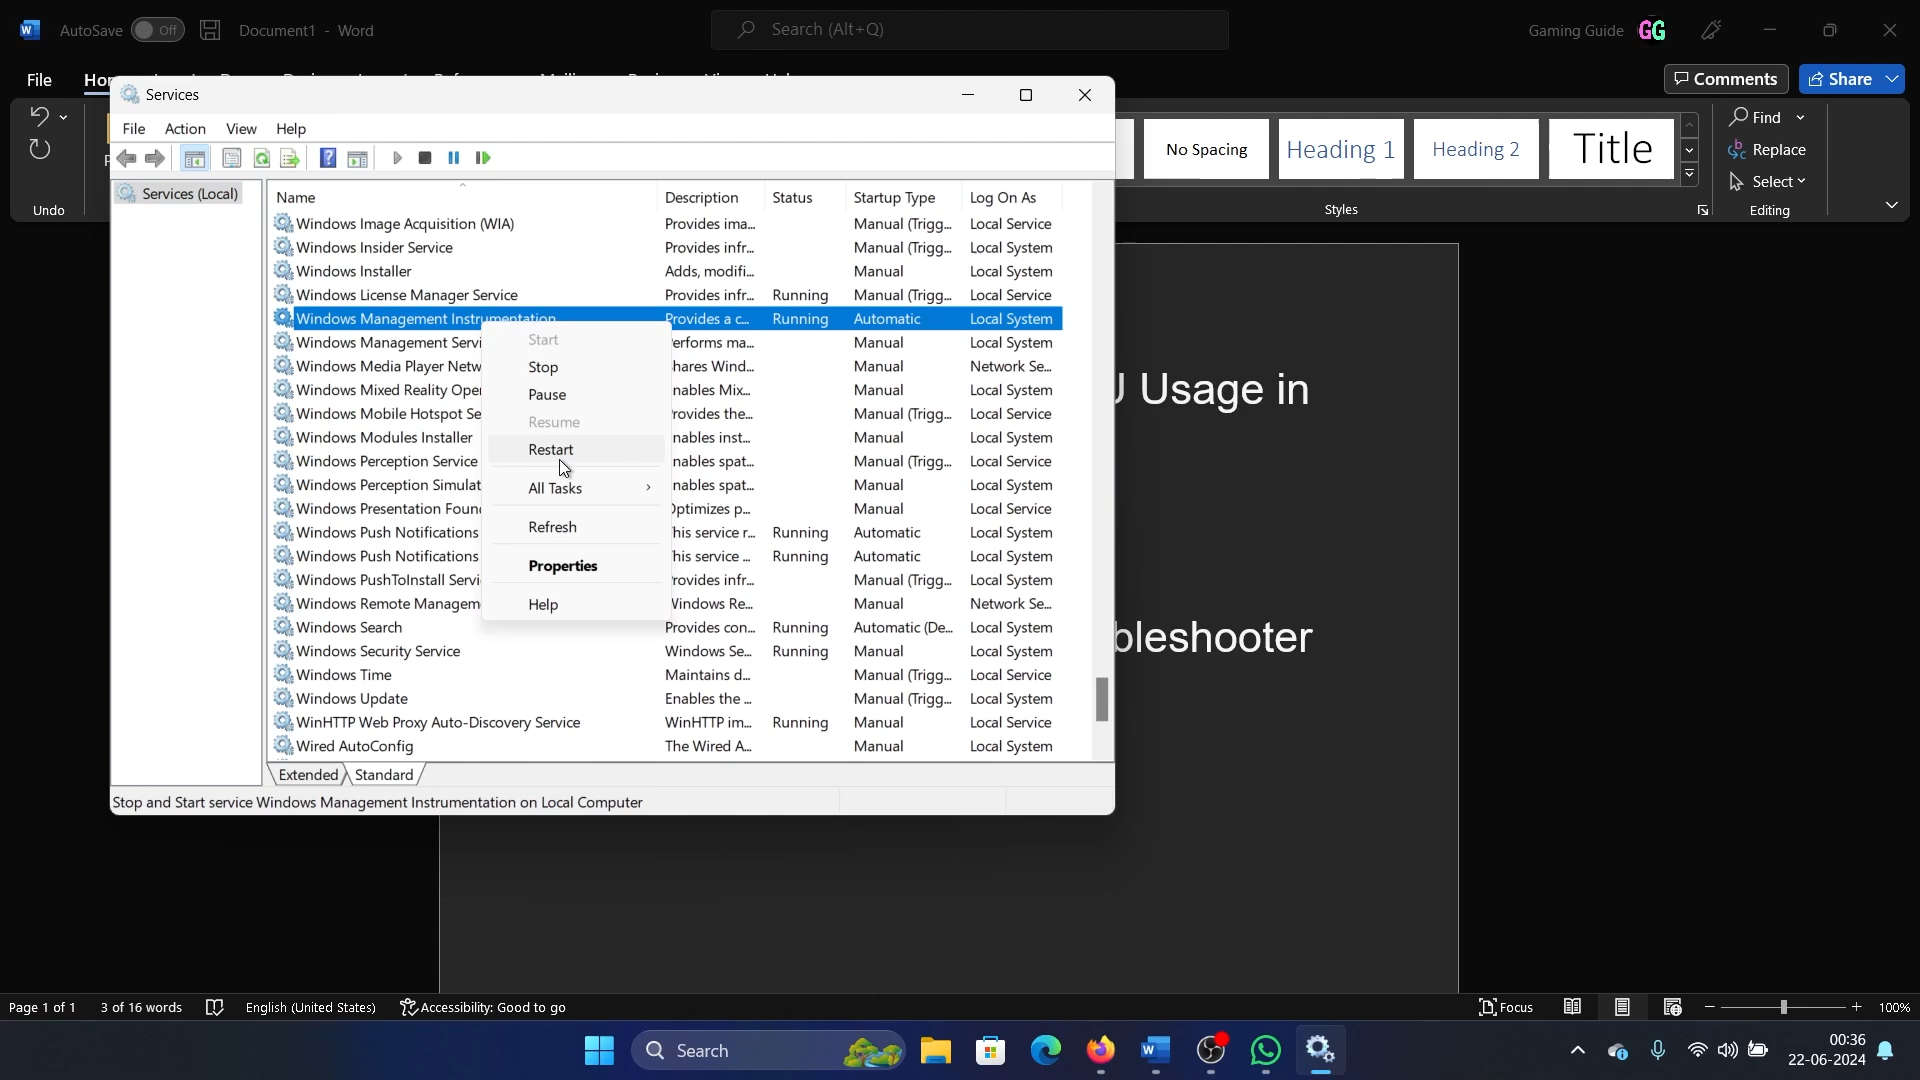 AutoSave Off Document1 - Word Search (Alt+Q) Gaming Guide GG
File Comments Share
Services
File Action View Help
Find
No Spacing Heading 1 Heading 2 Title
Replace
Select
Undo Styles Editing
Services (Local)
Name Description Status Startup Type Log On As
Windows Image Acquisition (WIA) Provides ima... Manual (Trigg... Local Service
Windows Insider Service Provides infr... Manual (Trigg... Local System
Windows Installer Adds, modifi... Manual Local System
Windows License Manager Service Provides infr... Running Manual (Trigg... Local Service
Windows Management Instrumentation Provides a c... Running Automatic Local System
Windows Management Servi erforms ma... Manual Local System
Windows Media Player Netw hares Wind... Manual Network Se...
Windows Mixed Reality Oper nables Mix... Manual Local System
Windows Mobile Hotspot Se rovides the... Manual (Trigg... Local Service
Windows Modules Installer nables inst... Manual Local System
Windows Perception Service nables spat... Manual (Trigg... Local Service
Windows Perception Simulat nables spat... Manual Local System
Windows Presentation Foun Optimizes p... Manual Local Service
Windows Push Notifications his service r... Running Automatic Local System
Windows Push Notifications his service ... Running Automatic Local System
Windows PushToInstall Servi rovides infr... Manual (Trigg... Local System
Windows Remote Managem Windows Re... Manual Network Se...
Windows Search Provides con... Running Automatic (De... Local System
Windows Security Service Windows Se... Running Manual Local System
Windows Time Maintains d... Manual (Trigg... Local Service
Windows Update Enables the ... Manual (Trigg... Local System
WinHTTP Web Proxy Auto-Discovery Service WinHTTP im... Running Manual Local Service
Wired AutoConfig The Wired A... Manual Local System
Start
Stop
Pause
Resume
Restart
All Tasks
Refresh
Properties
Help
Extended Standard
Stop and Start service Windows Management Instrumentation on Local Computer
Usage in
bleshooter
Page 1 of 1 3 of 16 words English (United States) Accessibility: Good to go Focus 100%
Search
00:36
22-06-2024